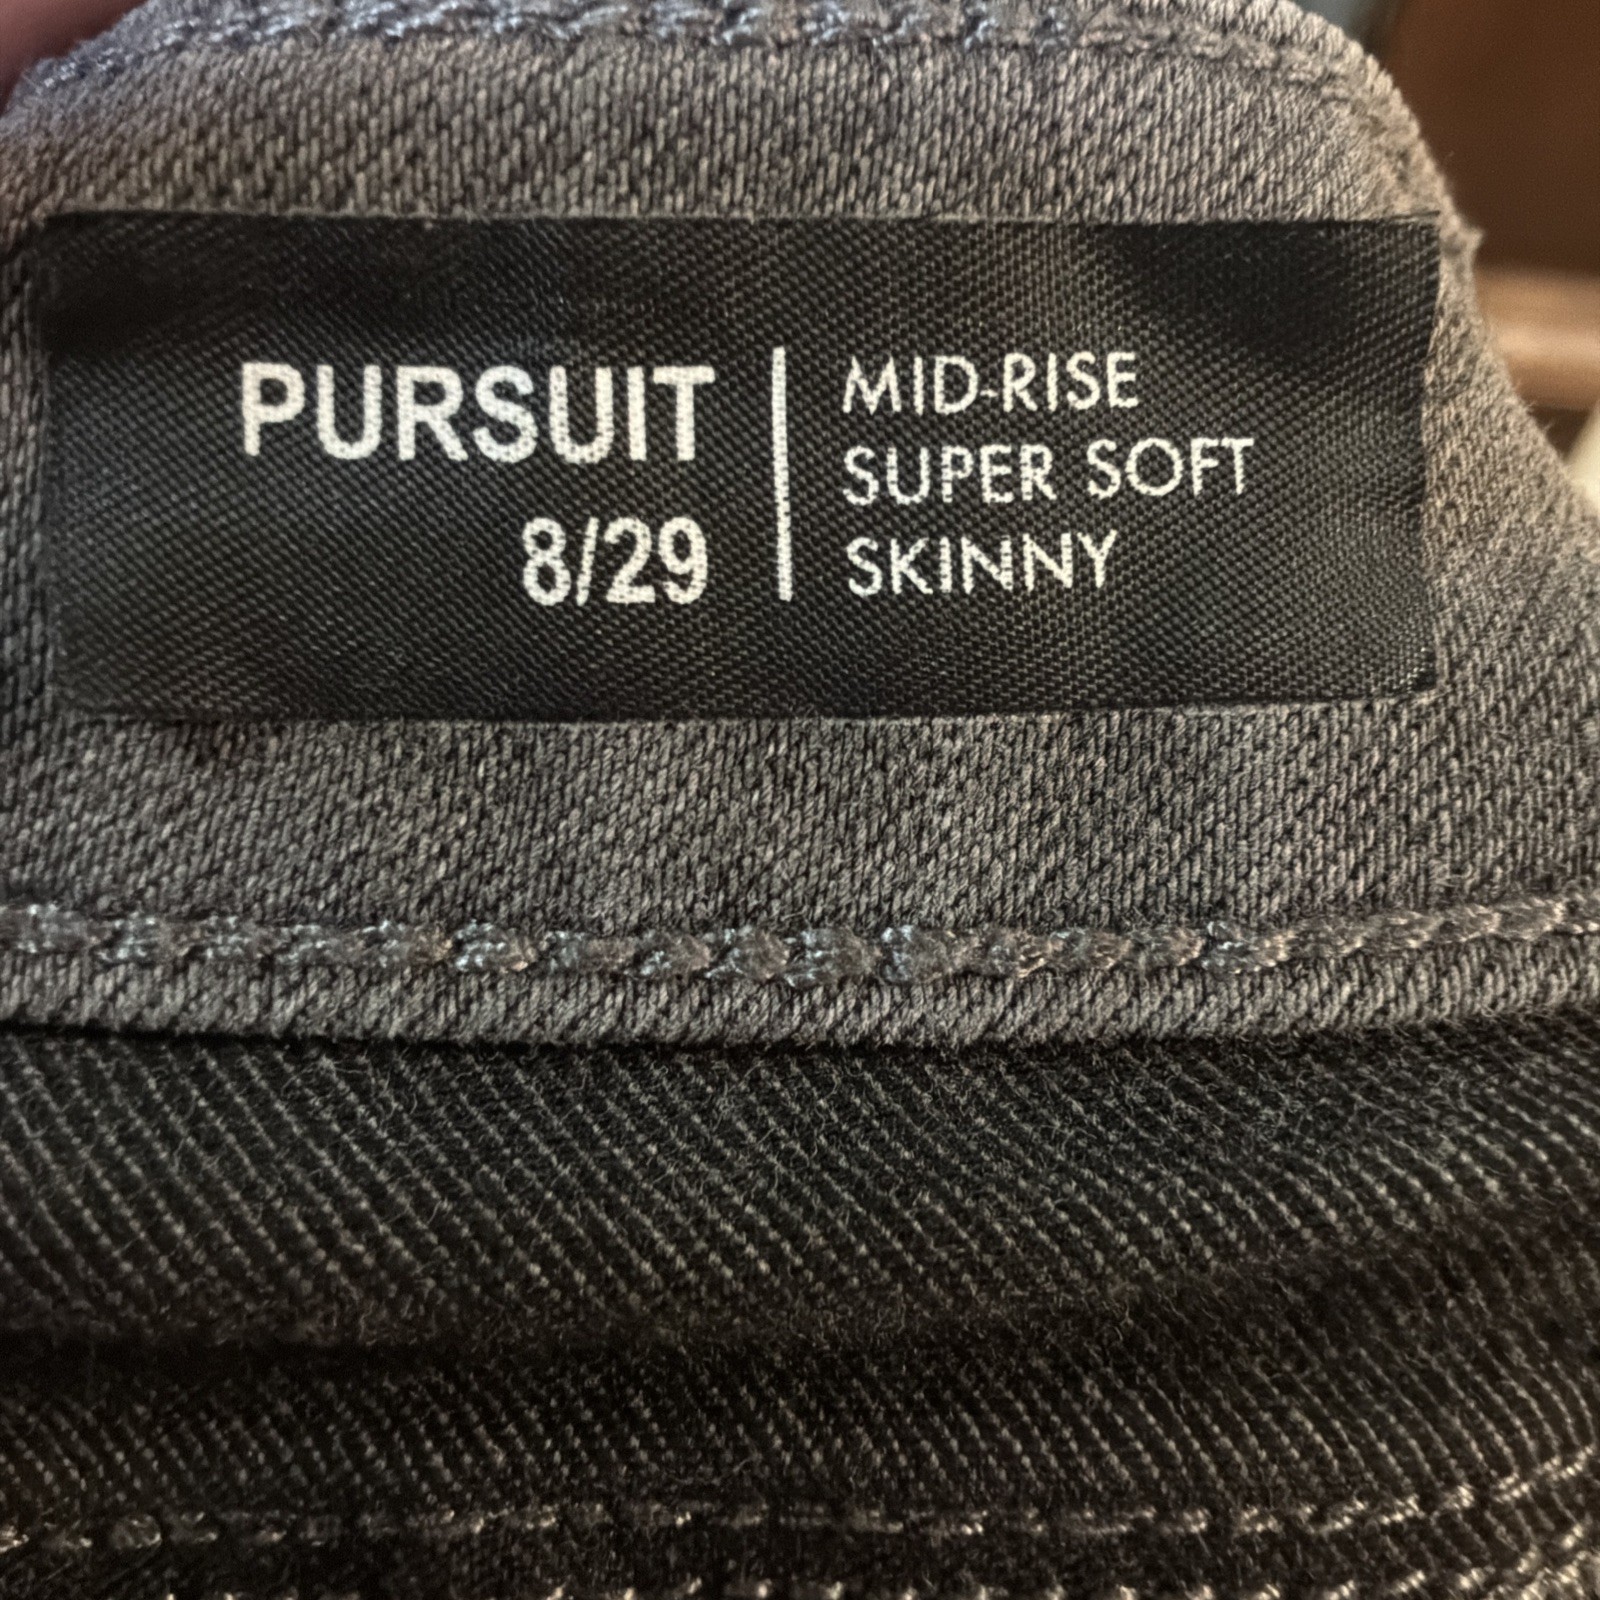 PURSUIT
8/29
MID-RISE
SUPER SOFT
SKINNY